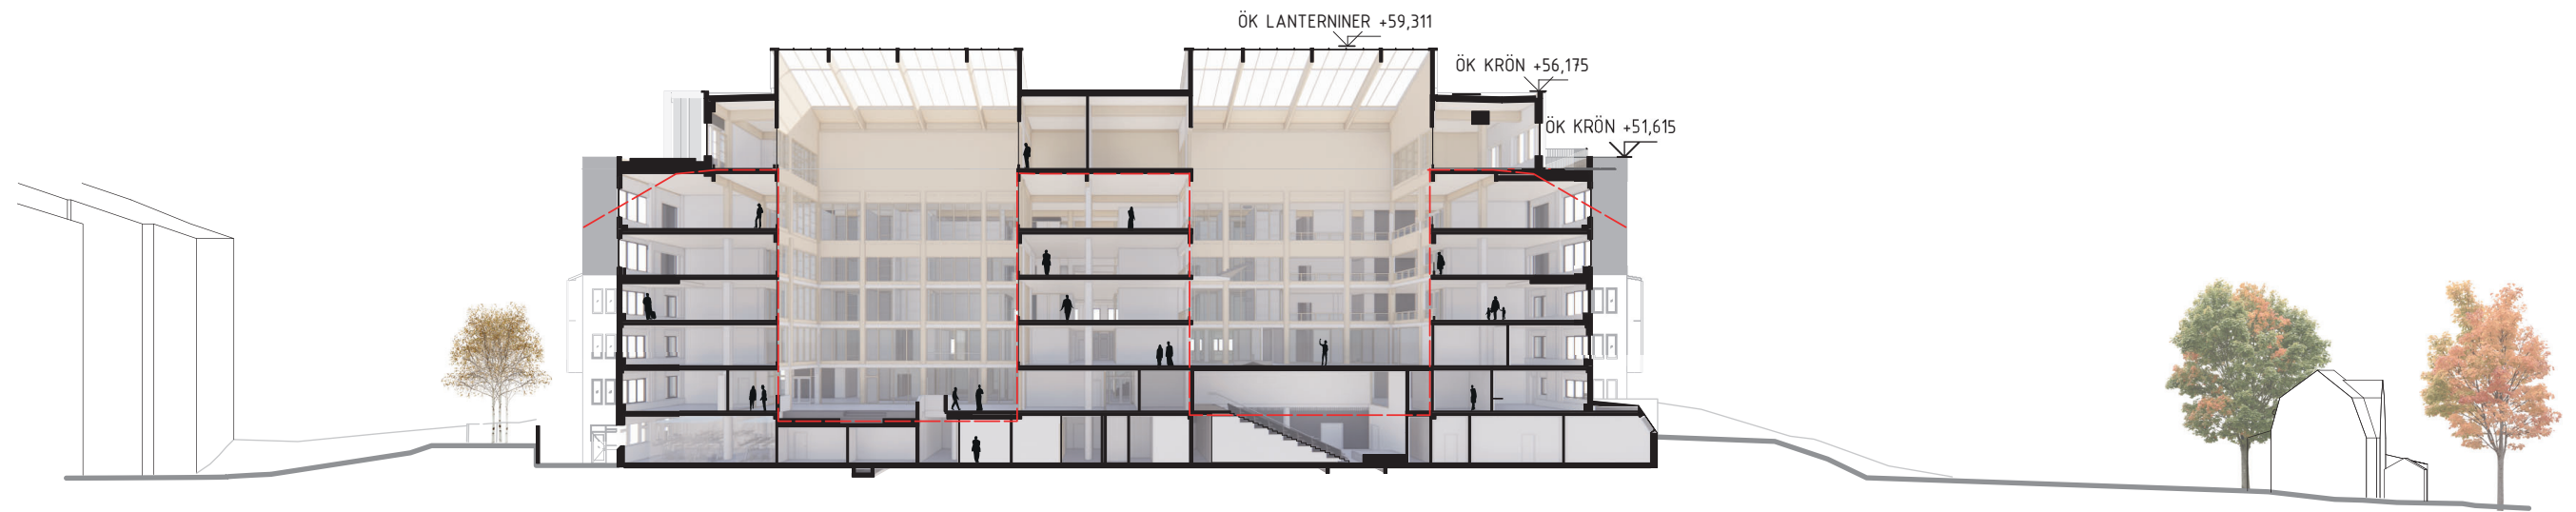 ÖK LANTERNINER +59,311
ÖK KRÖN +56,175
ÖK KRÖN +51,615